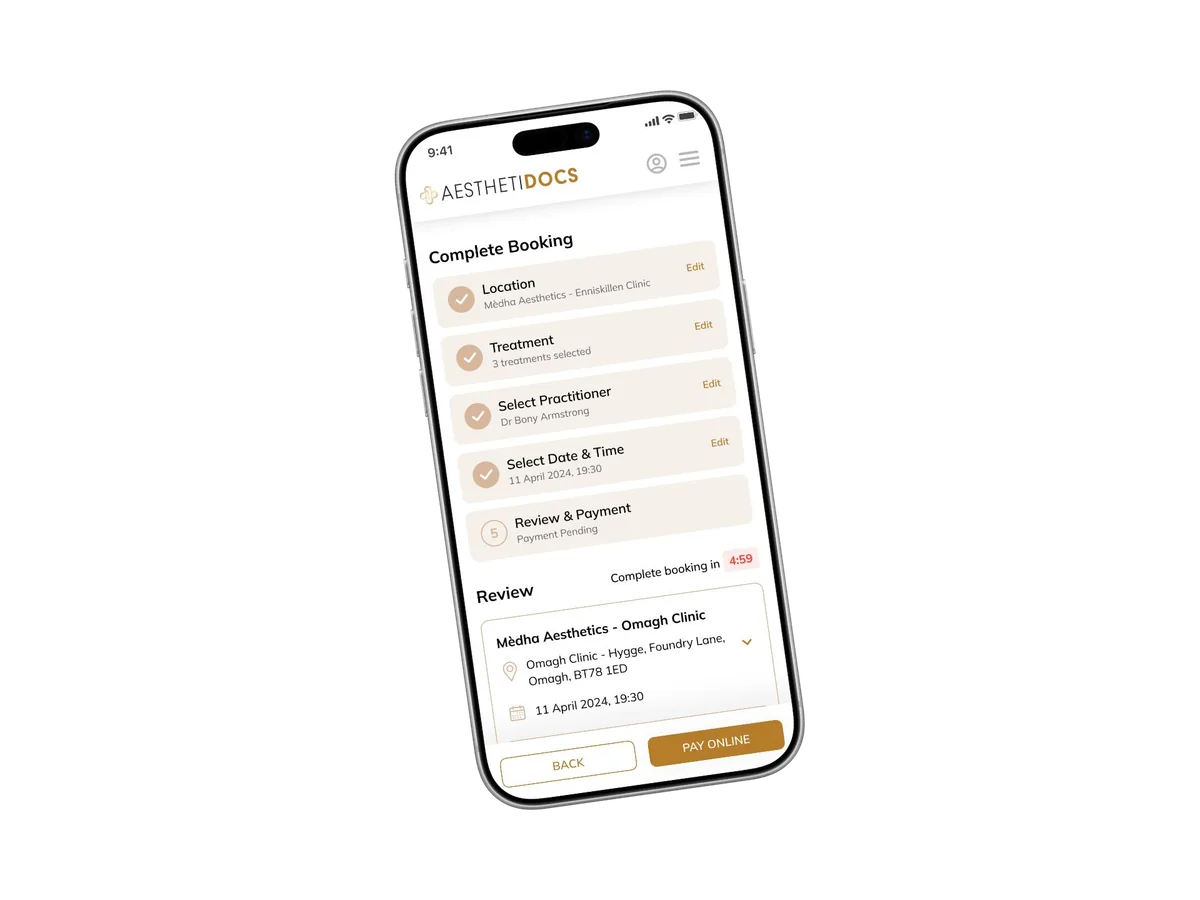 9:41
AESTHETIDOCS
Complete Booking
Location
Edit
Mèdha Aesthetics - Enniskillen Clinic
Treatment
Edit
3 treatments selected
Select Practitioner
Edit
Dr Bony Armstrong
Select Date & Time
Edit
11 April 2024, 19:30
5
Review & Payment
Payment Pending
Review
Complete booking in 4:59
Mèdha Aesthetics - Omagh Clinic
Omagh Clinic - Hygge, Foundry Lane,
Omagh, BT78 1ED
11 April 2024, 19:30
BACK
PAY ONLINE